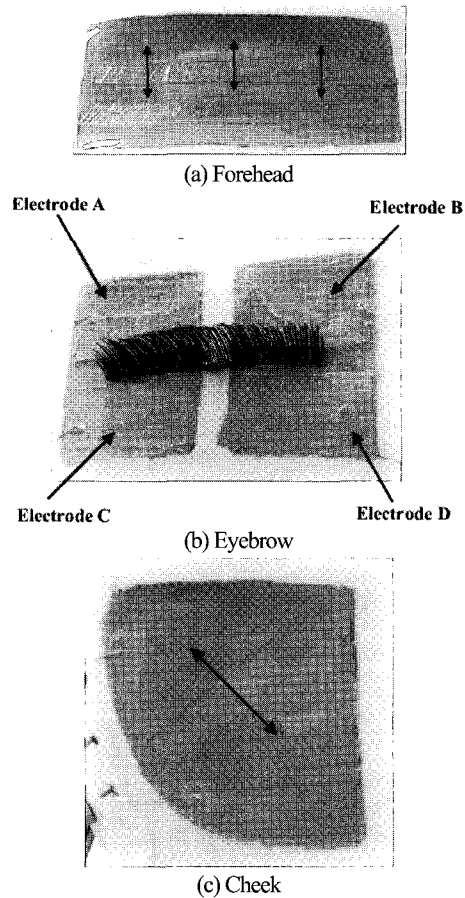 (a) Forehead
Electrode A
Electrode B
Electrode C
Electrode D
(b) Eyebrow
(c) Cheek